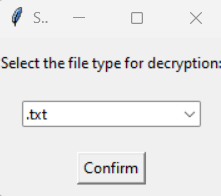 S..
Select the file type for decryption:
.txt
Confirm